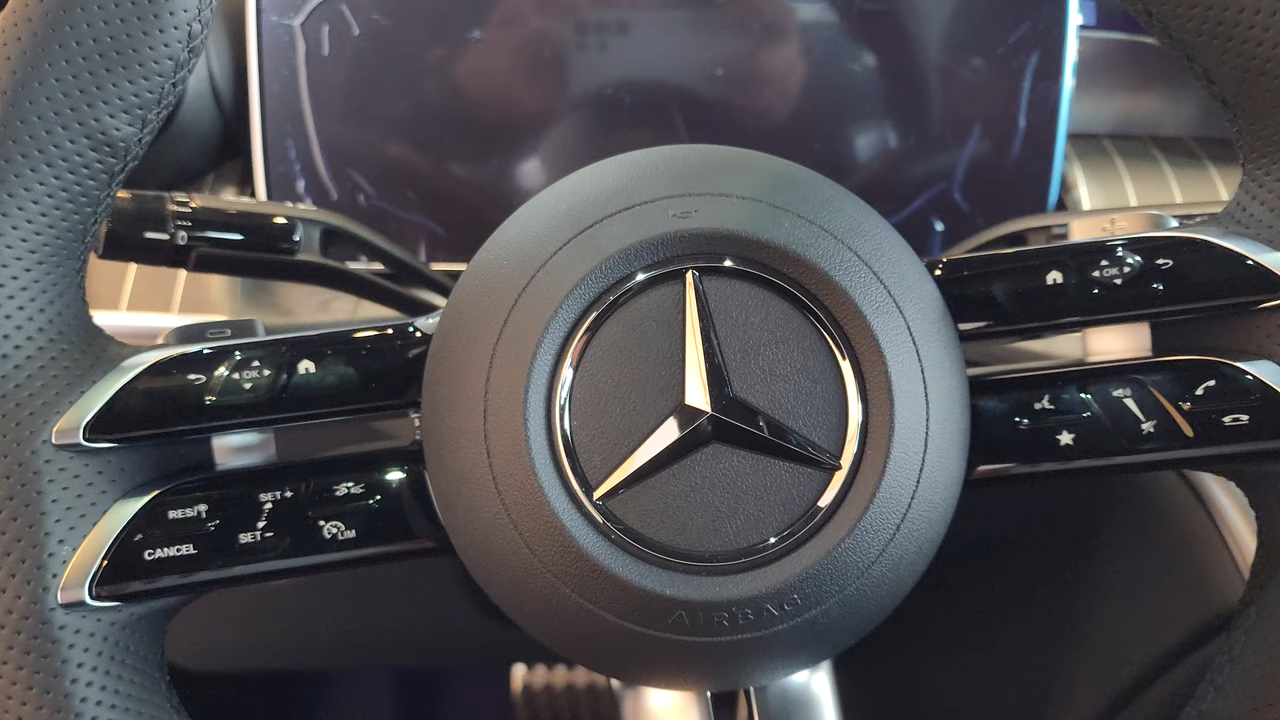 OK
OK
RES/
SET+
SET-
LIM
CANCEL
AIRBAG